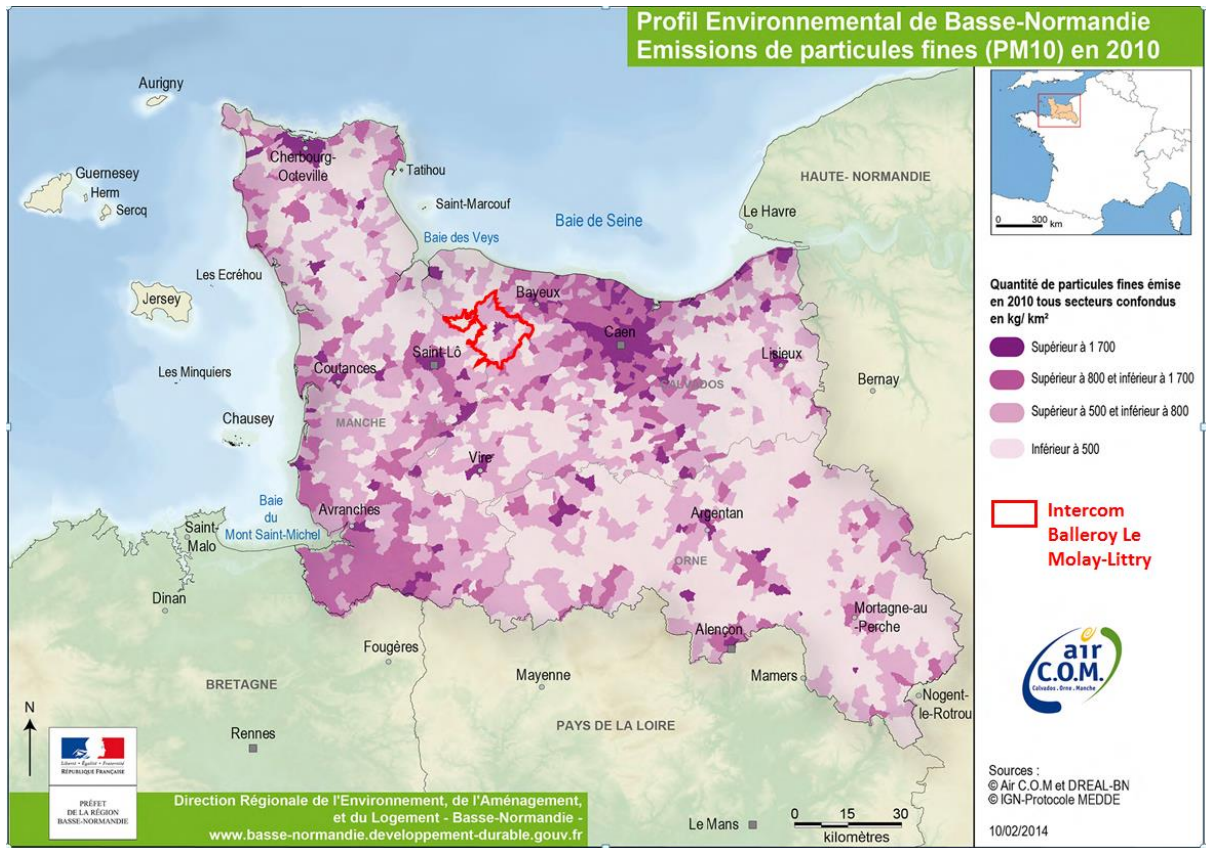 Profil Environnemental de Basse-Normandie
Emissions de particules fines (PM10) en 2010
Aurigny
Cherbourg-
Octeville
Guernesey
Herm
Sercq
Tatihou
Saint-Marcouf
Baie de Seine
HAUTE- NORMANDIE
Le Havre
Baie des Veys
Les Ecréhou
Jersey
Bayeux
Caen
Saint-Lô
Lisieux
Coutances
Les Minquiers
CALVADOS
Bernay
Chausey
MANCHE
Vire
Baie
du
Mont Saint-Michel
Avranches
Argentan
Saint-
Malo
ORNE
Dinan
Mortagne-au
-Perche
Alençon
Fougères
Mayenne
Mamers
BRETAGNE
Nogent-
le-Rotrou
PAYS DE LA LOIRE
Rennes
Le Mans
N
0 300 km
Quantité de particules fines émise
en 2010 tous secteurs confondus
en kg/ km²
Supérieur à 1 700
Supérieur à 800 et inférieur à 1 700
Supérieur à 500 et inférieur à 800
Inférieur à 500
Intercom
Balleroy Le
Molay-Littry
air
C.O.M.
Calvados . Orne . Manche
Sources :
© Air C.O.M et DREAL-BN
© IGN-Protocole MEDDE
10/02/2014
Liberté • Égalité • Fraternité
RÉPUBLIQUE FRANÇAISE
PRÉFET
DE LA RÉGION
BASSE-NORMANDIE
Direction Régionale de l'Environnement, de l'Aménagement,
et du Logement - Basse-Normandie -
www.basse-normandie.developpement-durable.gouv.fr
0 15 30
kilomètres